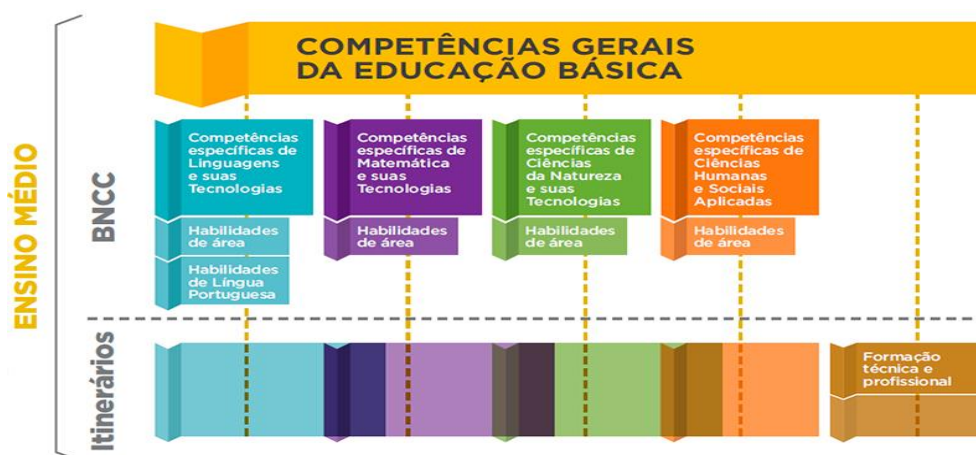 ENSINO MÉDIO
COMPETÊNCIAS GERAIS
DA EDUCAÇÃO BÁSICA
BNCC
Competências
específicas de
Linguagens
e suas
Tecnologias
Habilidades
de área
Habilidades
de Língua
Portuguesa
Competências
específicas de
Matemática
e suas
Tecnologias
Habilidades
de área
Competências
específicas de
Ciências
da Natureza
e suas
Tecnologias
Habilidades
de área
Competências
específicas de
Ciências
Humanas
e Sociais
Aplicadas
Habilidades
de área
Itinerários
Formação
técnica e
profissional